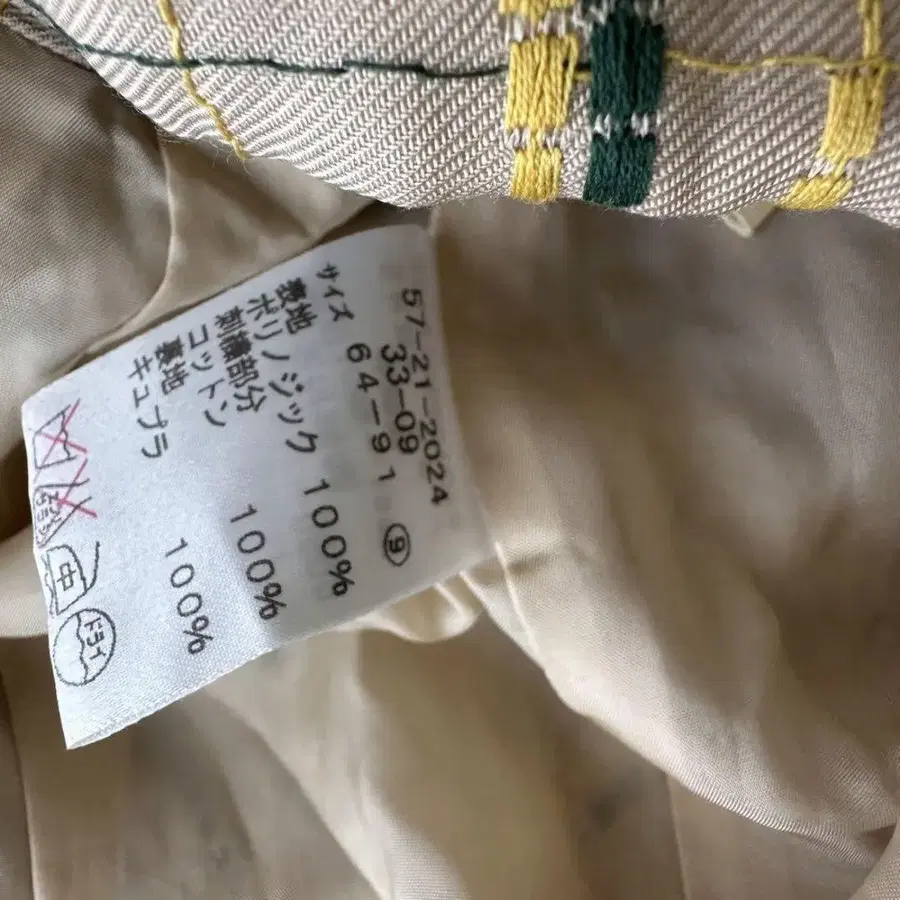 57-21-2024
33-09
サイズ 64-91 ⑨
表地
ポリノジック 100%
刺繍部分
コットン 100%
裏地
キュプラ 100%
中
ドライ